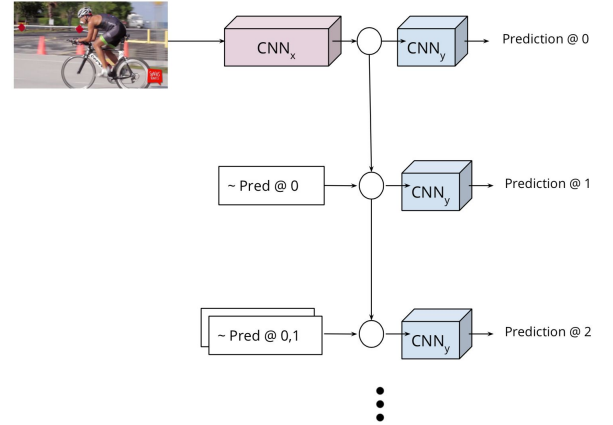 CNNx
CNNy
Prediction @ 0
~ Pred @ 0
CNNy
Prediction @ 1
~ Pred @ 0,1
CNNy
Prediction @ 2